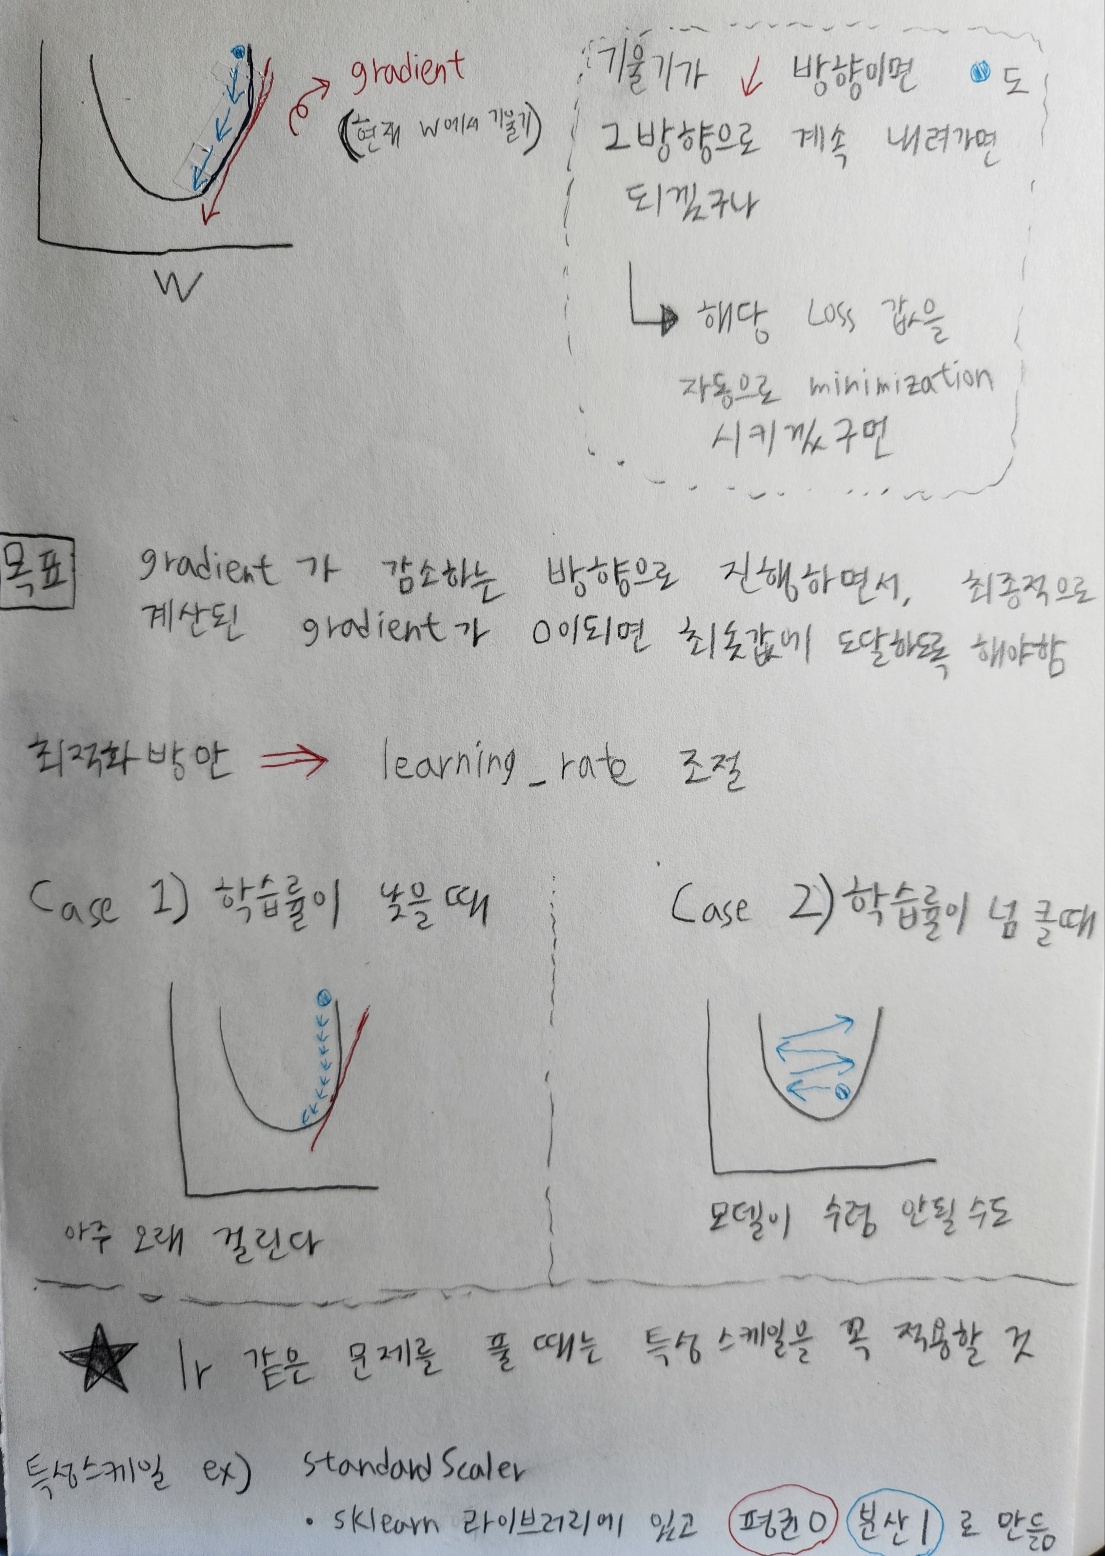 gradient
(현재 W에서 기울기)
W
기울기가 ↓ 방향이면 도
그방향으로 계속 내려가면
되겠구나
해당 Loss 값을
자동으로 minimization
시키겠구먼
목표
gradient 가 감소하는 방향으로 진행하면서, 최종적으로
계산된 gradient가 0이되면 최솟값에 도달하도록 해야함
최적화 방안 ⇒ learning_rate 조절
Case 1) 학습률이 낮을 때
아주 오래 걸린다
Case 2) 학습률이 넘 클때
모델이 수렴 안될 수도
★ lr 같은 문제를 풀 때는 특성 스케일을 꼭 적용할 것
특성스케일 ex) StandardScaler
• sklearn 라이브러리에 있고 평균0 분산1 로 만듦